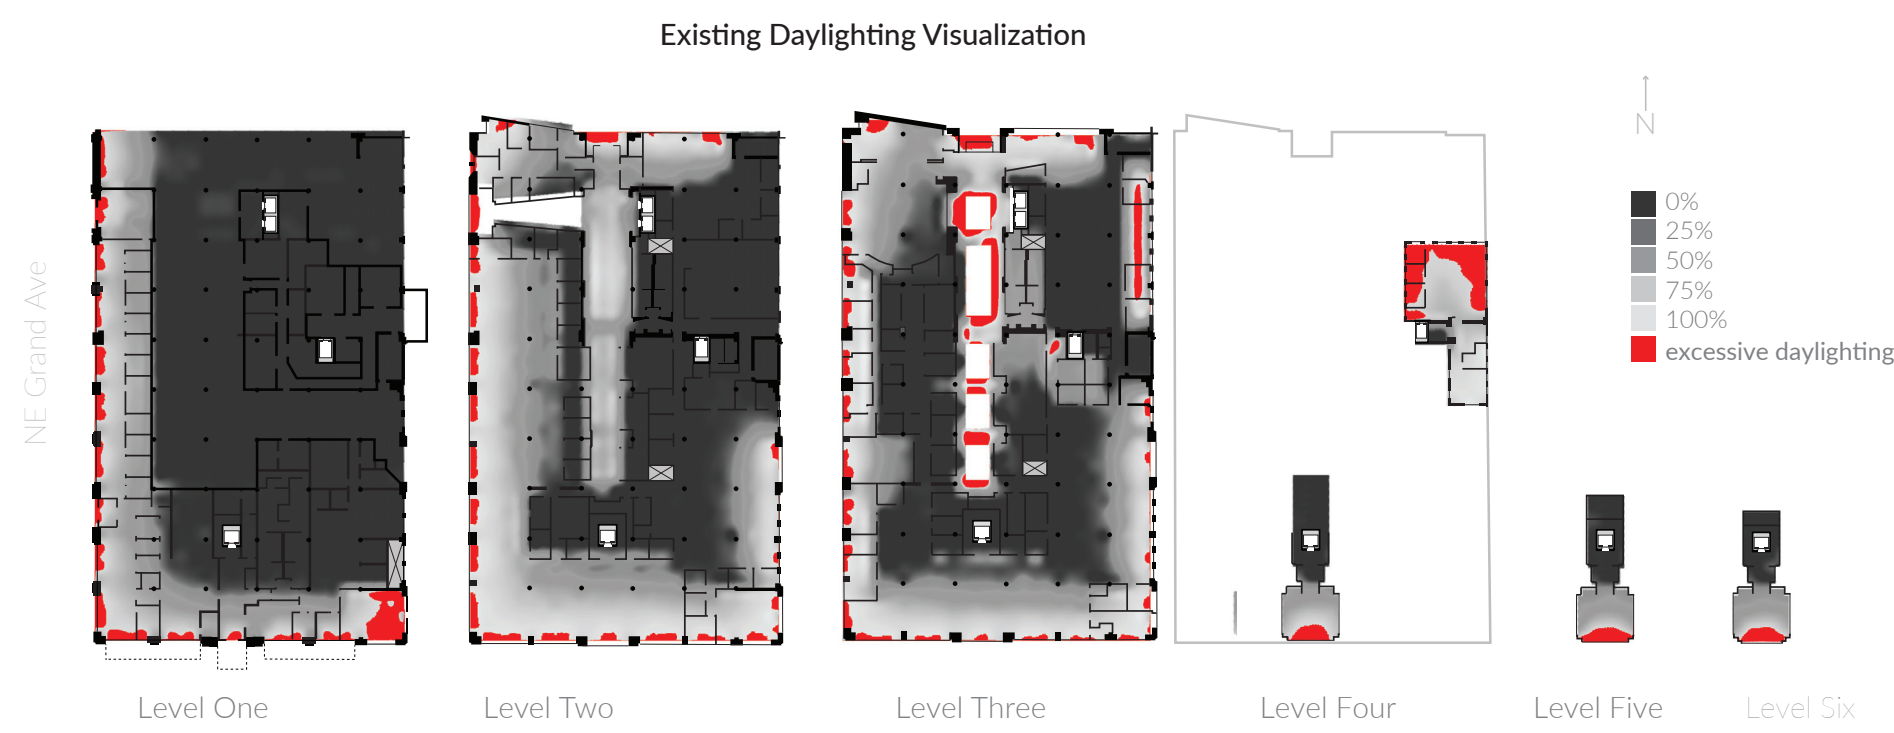 Existing Daylighting Visualization
N
NE Grand Ave
0%
25%
50%
75%
100%
excessive daylighting
Level One
Level Two
Level Three
Level Four
Level Five
Level Six